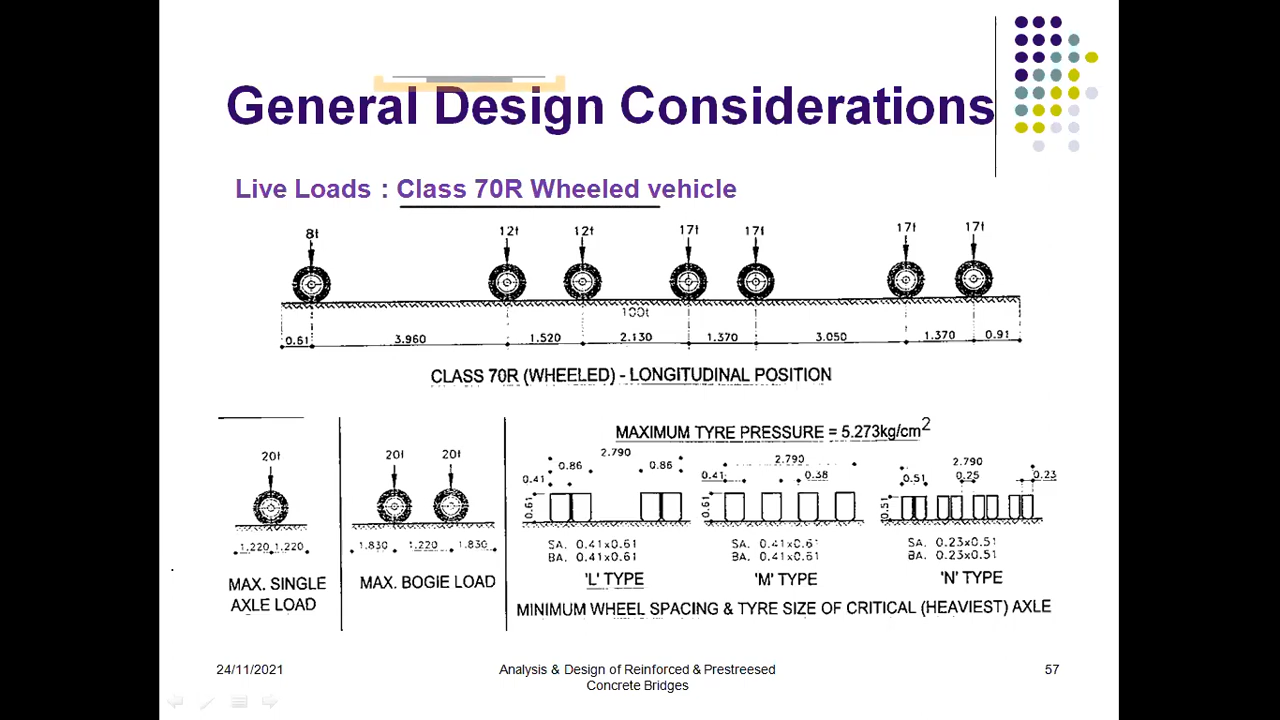 General Design Considerations
Live Loads : Class 70R Wheeled vehicle
8t 12t 12t 17t 17t 17t 17t
100t
0.61 3.960 1.520 2.130 1.370 3.050 1.370 0.91
CLASS 70R (WHEELED) - LONGITUDINAL POSITION
MAXIMUM TYRE PRESSURE = 5.273kg/cm2
20t
1.220 1.220
MAX. SINGLE
AXLE LOAD
20t 20t
1.830 1.220 1.830
MAX. BOGIE LOAD
2.790
0.86 0.86
0.41
0.61
SA. 0.41x0.61
BA. 0.41x0.61
'L' TYPE
2.790
0.41 0.38
0.61
SA. 0.41x0.61
BA. 0.41x0.61
'M' TYPE
2.790
0.51 0.25 0.23
0.51
SA. 0.23x0.51
BA. 0.23x0.51
'N' TYPE
MINIMUM WHEEL SPACING & TYRE SIZE OF CRITICAL (HEAVIEST) AXLE
24/11/2021
Analysis & Design of Reinforced & Prestreesed
Concrete Bridges
57